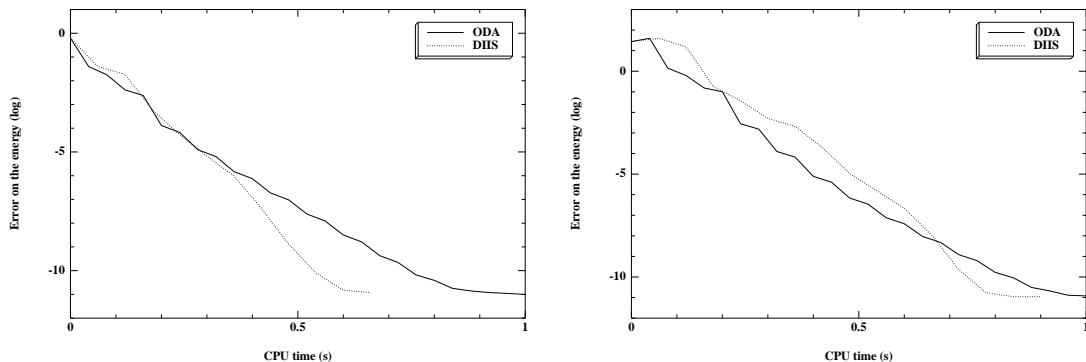 0
-5
-10
0
0.5
1
CPU time (s)
Error on the energy (log)
ODA
DIIS
0
-5
-10
0
0.5
1
CPU time (s)
Error on the energy (log)
ODA
DIIS